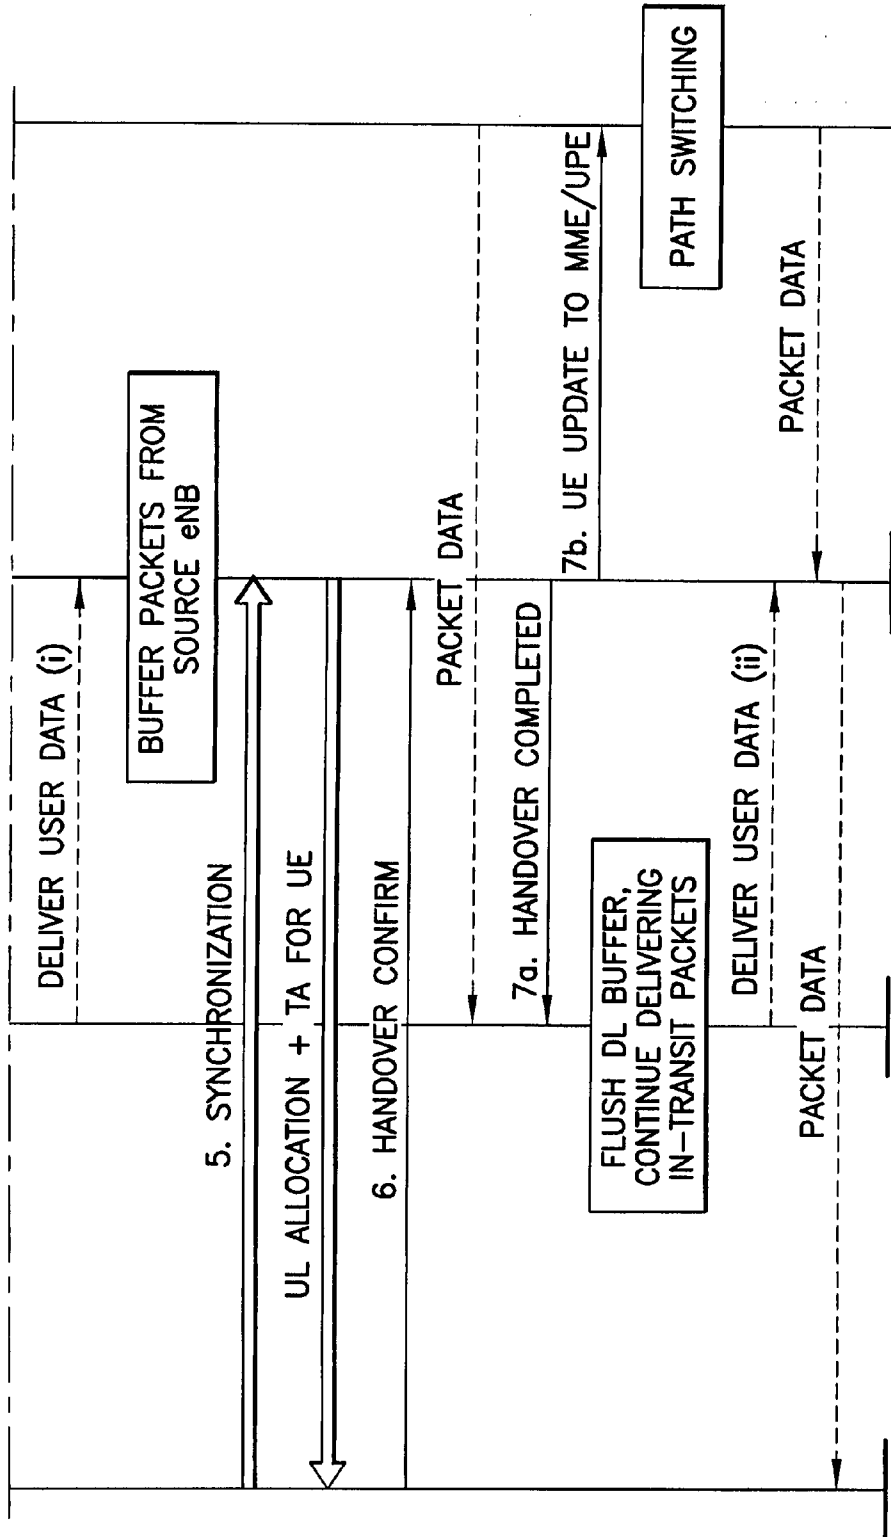 DELIVER USER DATA (i)
BUFFER PACKETS FROM
SOURCE eNB
5. SYNCHRONIZATION
UL ALLOCATION + TA FOR UE
6. HANDOVER CONFIRM
PACKET DATA
7a. HANDOVER COMPLETED
7b. UE UPDATE TO MME/UPE
FLUSH DL BUFFER,
CONTINUE DELIVERING
IN-TRANSIT PACKETS
PATH SWITCHING
DELIVER USER DATA (ii)
PACKET DATA
PACKET DATA